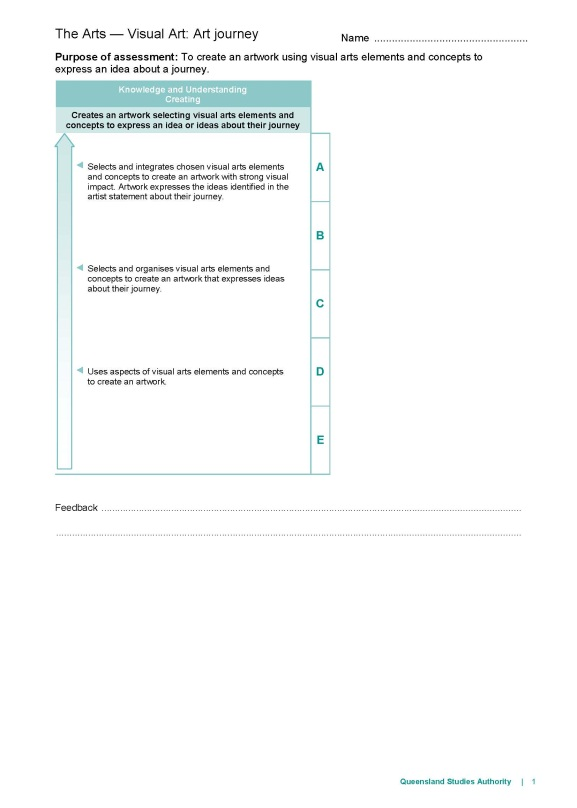 The Arts — Visual Art: Art journey
Name ....................................................
Purpose of assessment: To create an artwork using visual arts elements and concepts to
express an idea about a journey.
Knowledge and Understanding
Creating
Creates an artwork selecting visual arts elements and
concepts to express an idea or ideas about their journey
Selects and integrates chosen visual arts elements
and concepts to create an artwork with strong visual
impact. Artwork expresses the ideas identified in the
artist statement about their journey.
A
B
Selects and organises visual arts elements and
concepts to create an artwork that expresses ideas
about their journey.
C
Uses aspects of visual arts elements and concepts
to create an artwork.
D
E
Feedback ....................................................
Queensland Studies Authority | 1